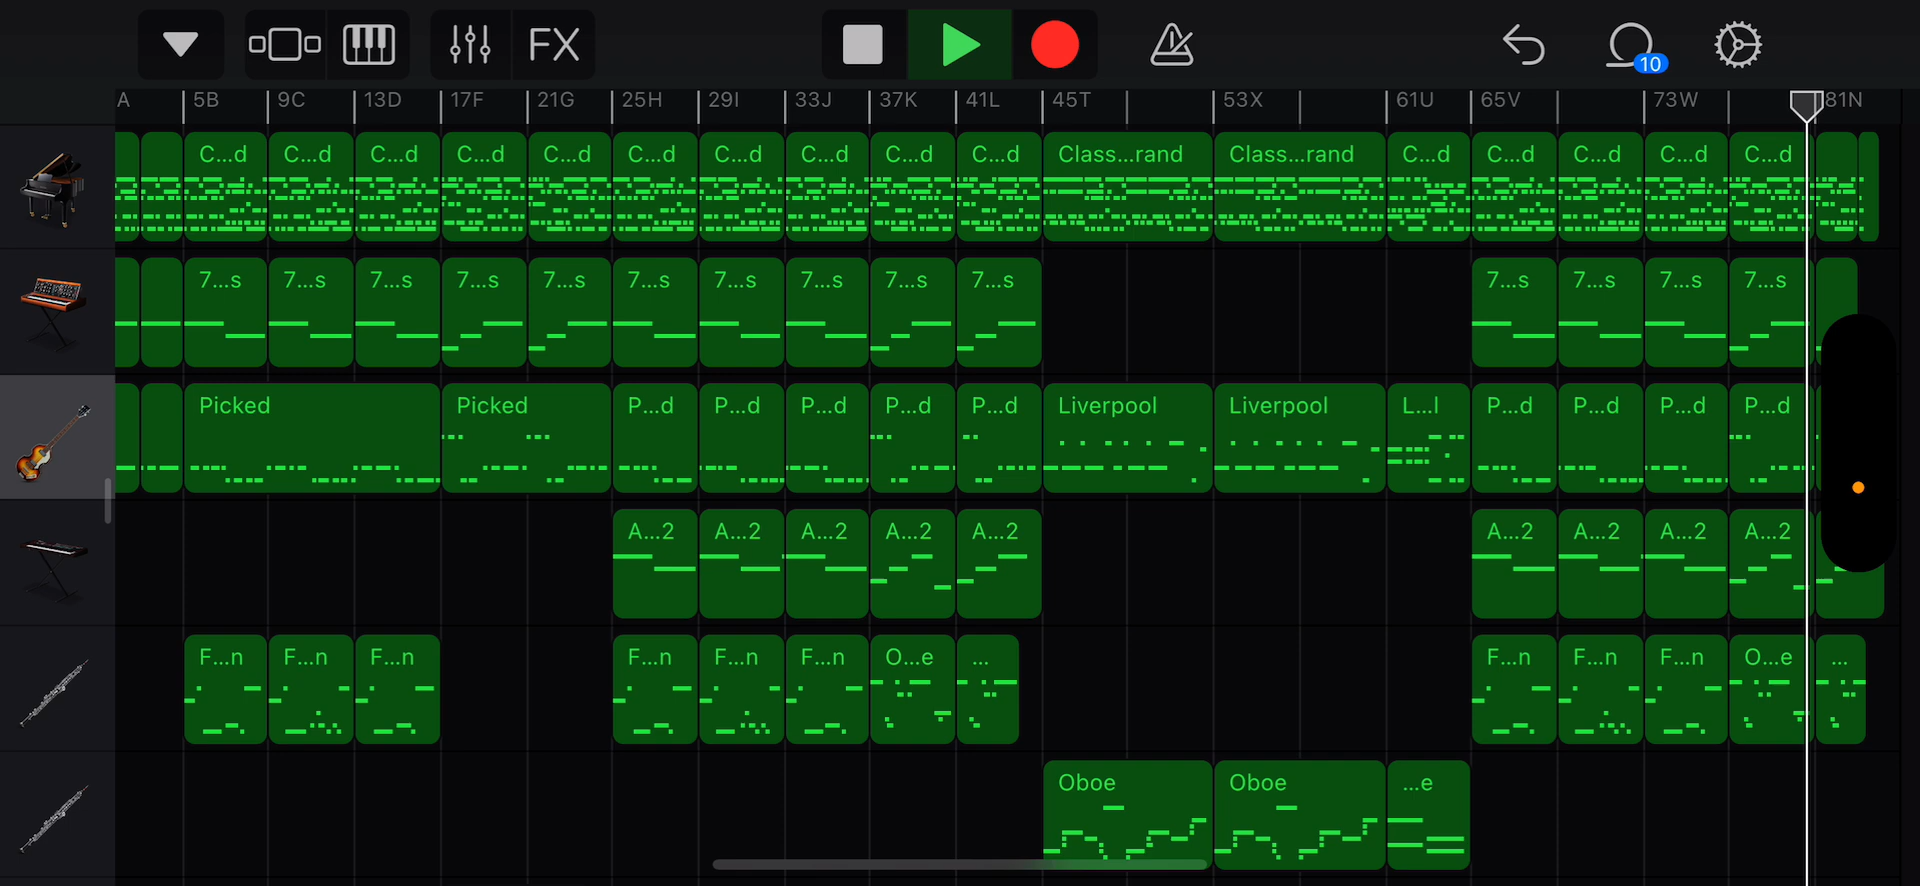 FX
10
A 5B 9C 13D 17F 21G 25H 29I 33J 37K 41L 45T 53X 61U 65V 73W 81N
C...d C...d C...d C...d C...d C...d C...d C...d C...d C...d Class...rand Class...rand C...d C...d C...d C...d C...d
7...s 7...s 7...s 7...s 7...s 7...s 7...s 7...s 7...s 7...s 7...s 7...s 7...s 7...s
Picked Picked P...d P...d P...d P...d P...d Liverpool Liverpool L...l P...d P...d P...d P...d
A...2 A...2 A...2 A...2 A...2 A...2 A...2 A...2 A...2
F...n F...n F...n F...n F...n F...n O...e ... F...n F...n F...n O...e ...
Oboe Oboe ...e